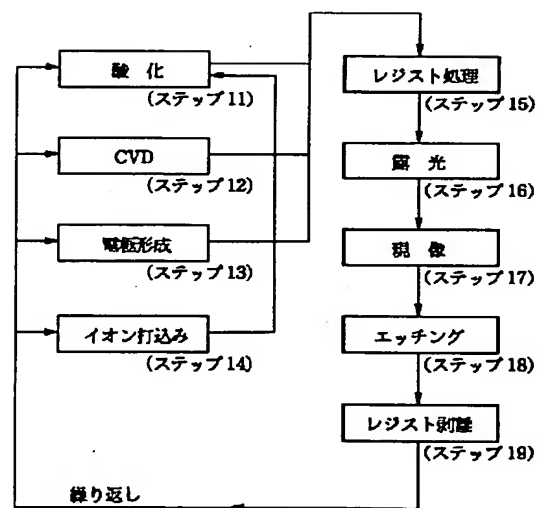 酸化
(ステップ11)
CVD
(ステップ12)
電極形成
(ステップ13)
イオン打込み
(ステップ14)
レジスト処理
(ステップ15)
露光
(ステップ16)
現像
(ステップ17)
エッチング
(ステップ18)
レジスト剥離
(ステップ19)
繰り返し